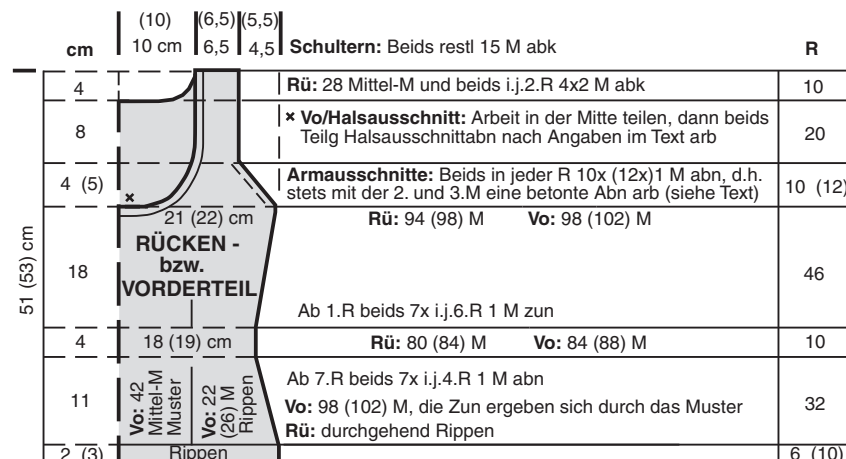 (10) (6,5) (5,5)
cm 10 cm 6,5 4,5 Schultern: Beids restl 15 M abk R
4 Rü: 28 Mittel-M und beids i.j.2.R 4x2 M abk 10
8 × Vo/Halsausschnitt: Arbeit in der Mitte teilen, dann beids 20
Teilg Halsausschnittabn nach Angaben im Text arb
4 (5) × Armausschnitte: Beids in jeder R 10x (12x)1 M abn, d.h. 10 (12)
stets mit der 2. und 3.M eine betonte Abn arb (siehe Text)
21 (22) cm Rü: 94 (98) M Vo: 98 (102) M
51 (53) cm
18 RÜCKEN - 46
bzw.
VORDERTEIL
Ab 1.R beids 7x i.j.6.R 1 M zun
4 18 (19) cm Rü: 80 (84) M Vo: 84 (88) M 10
11 Ab 7.R beids 7x i.j.4.R 1 M abn 32
Vo: 42
Mittel-M
Muster
Vo: 22
(26) M
Rippen
Vo: 98 (102) M, die Zun ergeben sich durch das Muster
Rü: durchgehend Rippen
2 (3) Rippen 6 (10)